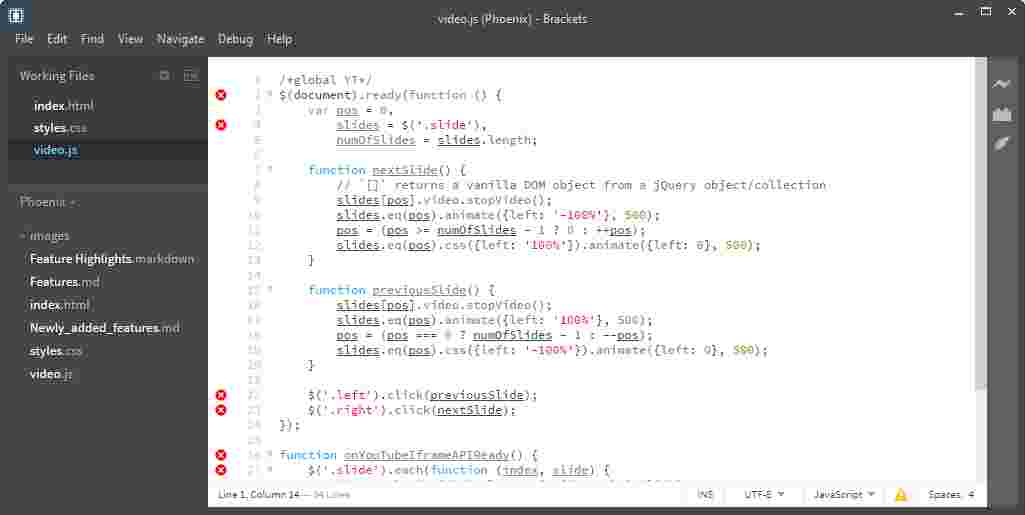 video.js (Phoenix) - Brackets
File Edit Find View Navigate Debug Help
Working Files
index.html
styles.css
video.js
Phoenix
images
Feature Highlights.markdown
Features.md
index.html
Newly_added_features.md
styles.css
video.js
1 /*global YT*/
2 $(document).ready(function () {
3 var pos = 0,
4 slides = $('.slide'),
5 numOfSlides = slides.length;
6
7 function nextSlide() {
8 // `[]` returns a vanilla DOM object from a jQuery object/collection
9 slides[pos].video.stopVideo();
10 slides.eq(pos).animate({left: '-100%'}, 500);
11 pos = (pos >= numOfSlides - 1 ? 0 : ++pos);
12 slides.eq(pos).css({left: '100%'}).animate({left: 0}, 500);
13 }
14
15 function previousSlide() {
16 slides[pos].video.stopVideo();
17 slides.eq(pos).animate({left: '100%'}, 500);
18 pos = (pos === 0 ? numOfSlides - 1 : --pos);
19 slides.eq(pos).css({left: '-100%'}).animate({left: 0}, 500);
20 }
21
22 $('.left').click(previousSlide);
23 $('.right').click(nextSlide);
24 });
25
26 function onYouTubeIframeAPIReady() {
27 $('.slide').each(function (index, slide) {
Line 1, Column 14 — 34 Lines
INS UTF-8 JavaScript Spaces: 4